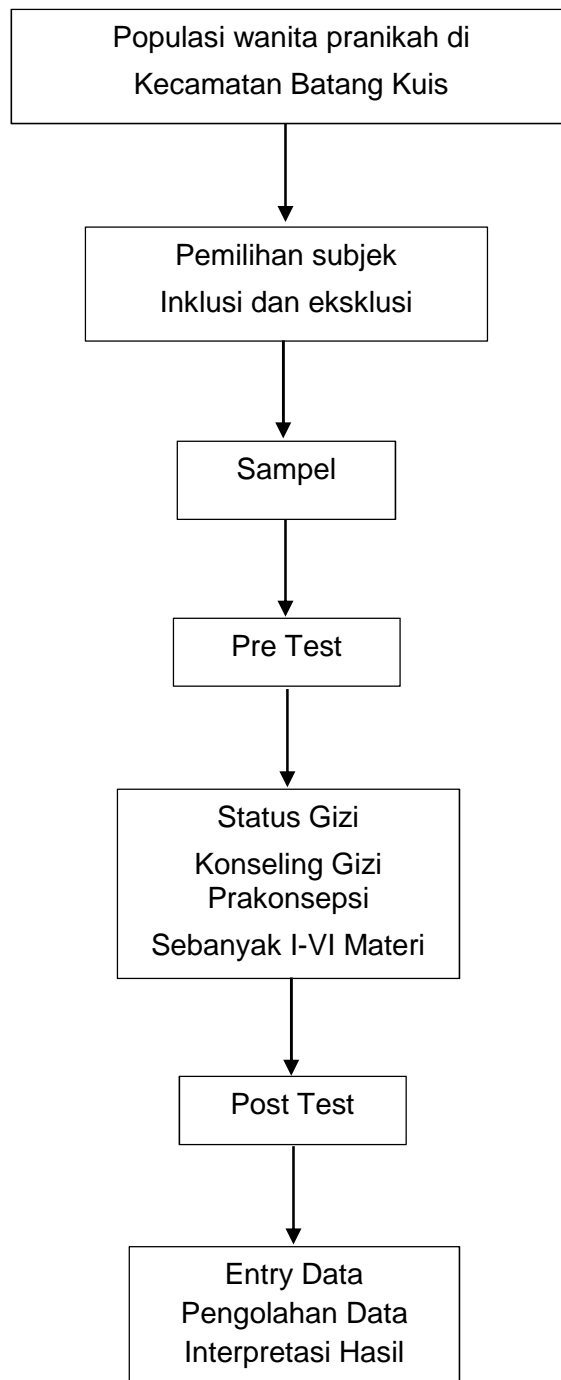 Populasi wanita pranikah di
Kecamatan Batang Kuis
Pemilihan subjek
Inklusi dan eksklusi
Sampel
Pre Test
Status Gizi
Konseling Gizi
Prakonsepsi
Sebanyak I-VI Materi
Post Test
Entry Data
Pengolahan Data
Interpretasi Hasil